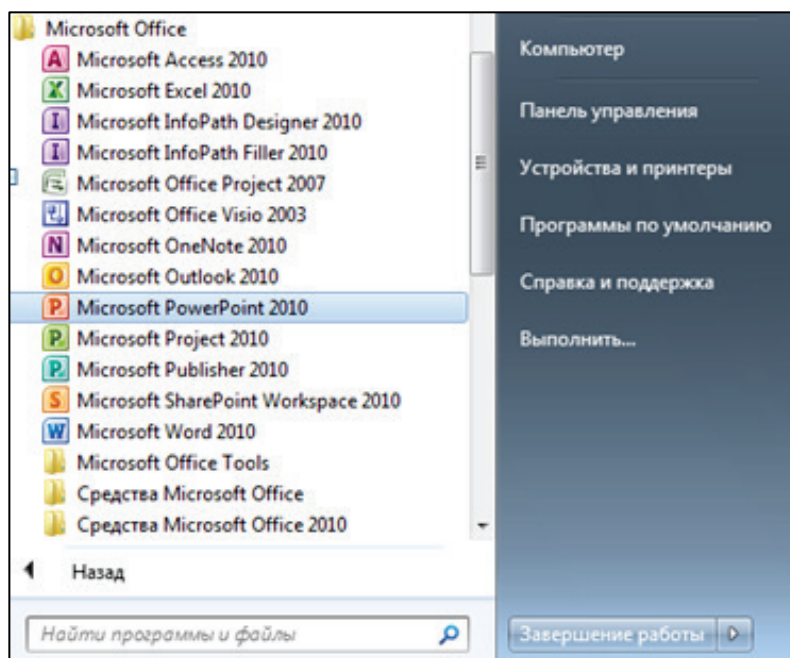 Microsoft Office
Microsoft Access 2010
Microsoft Excel 2010
Microsoft InfoPath Designer 2010
Microsoft InfoPath Filler 2010
Microsoft Office Project 2007
Microsoft Office Visio 2003
Microsoft OneNote 2010
Microsoft Outlook 2010
Microsoft PowerPoint 2010
Microsoft Project 2010
Microsoft Publisher 2010
Microsoft SharePoint Workspace 2010
Microsoft Word 2010
Microsoft Office Tools
Средства Microsoft Office
Средства Microsoft Office 2010
Назад
Найти программы и файлы
Компьютер
Панель управления
Устройства и принтеры
Программы по умолчанию
Справка и поддержка
Выполнить...
Завершение работы